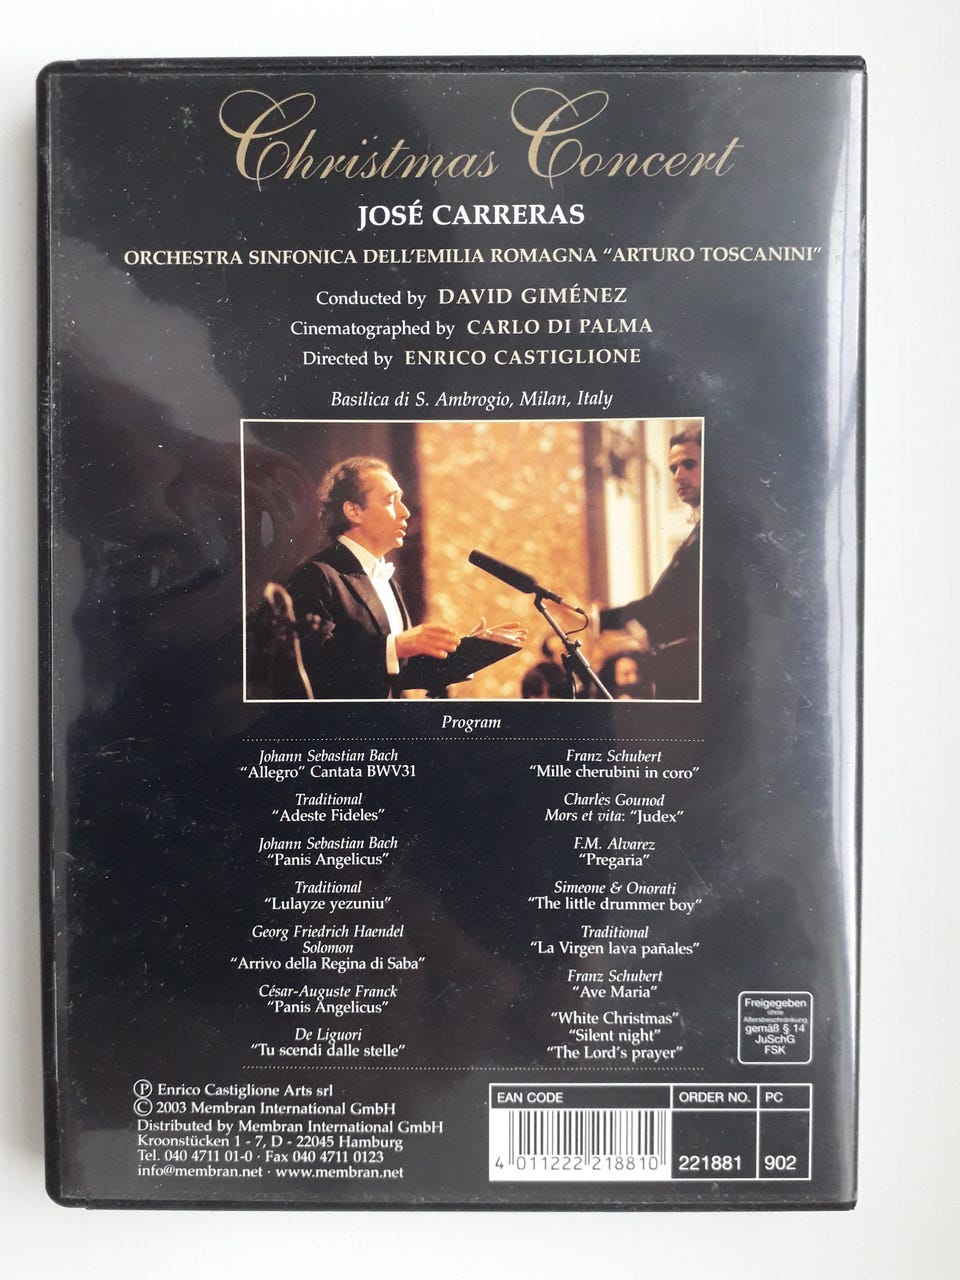 Christmas Concert
JOSÉ CARRERAS
ORCHESTRA SINFONICA DELL'EMILIA ROMAGNA “ARTURO TOSCANINI”
Conducted by DAVID GIMÉNEZ
Cinematographed by CARLO DI PALMA
Directed by ENRICO CASTIGLIONE
Basilica di S. Ambrogio, Milan, Italy
Program
Johann Sebastian Bach
“Allegro” Cantata BWV31
Traditional
“Adeste Fideles”
Johann Sebastian Bach
“Panis Angelicus”
Traditional
“Lulayze yezuniu”
Georg Friedrich Haendel
Solomon
“Arrivo della Regina di Saba”
César-Auguste Franck
“Panis Angelicus”
De Liguori
“Tu scendi dalle stelle”
Franz Schubert
“Mille cherubini in coro”
Charles Gounod
Mors et vita: “Judex”
F.M. Alvarez
“Pregaria”
Simeone & Onorati
“The little drummer boy”
Traditional
“La Virgen lava pañales”
Franz Schubert
“Ave Maria”
“White Christmas”
“Silent night”
“The Lord's prayer”
Freigegeben
ohne
Altersbeschränkung
gemäß § 14
JuSchG
FSK
Ⓟ Enrico Castiglione Arts srl
© 2003 Membran International GmbH
Distributed by Membran International GmbH
Kroonstücken 1 - 7, D - 22045 Hamburg
Tel. 040 4711 01-0 · Fax 040 4711 0123
info@membran.net · www.membran.net
EAN CODE
4 011222 218810
ORDER NO.
221881
PC
902